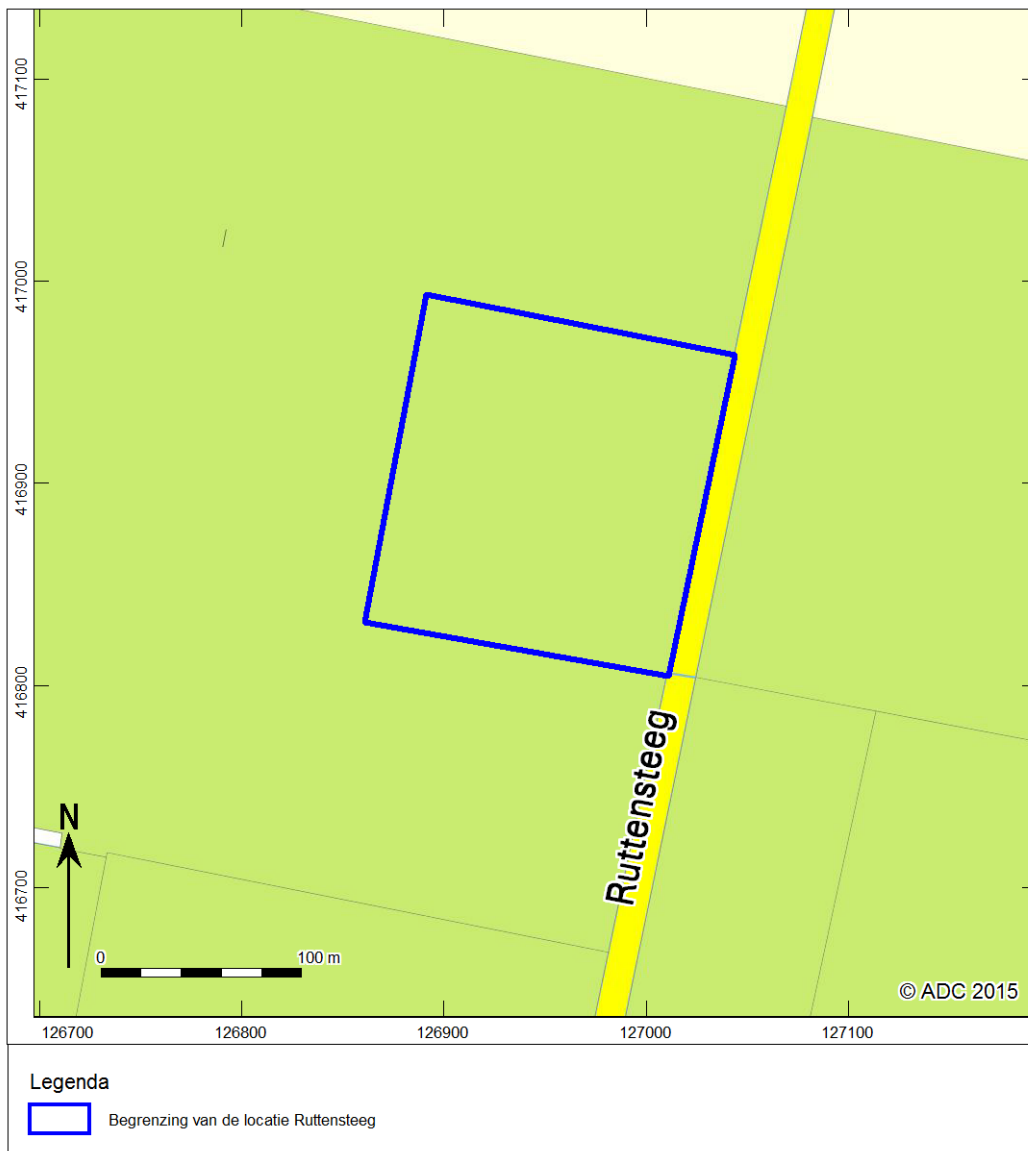 417100
417000
416900
416800
416700
Ruttensteeg
N
0 100 m
© ADC 2015
126700 126800 126900 127000 127100
Legenda
Begrenzing van de locatie Ruttensteeg